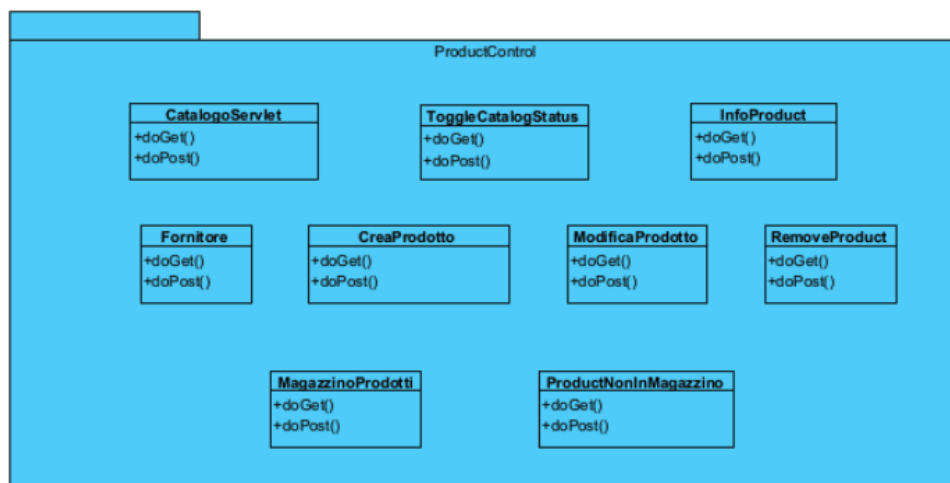 ProductControl
CatalogoServlet
+doGet()
+doPost()
ToggleCatalogStatus
+doGet()
+doPost()
InfoProduct
+doGet()
+doPost()
Fornitore
+doGet()
+doPost()
CreaProdotto
+doGet()
+doPost()
ModificaProdotto
+doGet()
+doPost()
RemoveProduct
+doGet()
+doPost()
MagazzinoProdotti
+doGet()
+doPost()
ProductNonInMagazzino
+doGet()
+doPost()